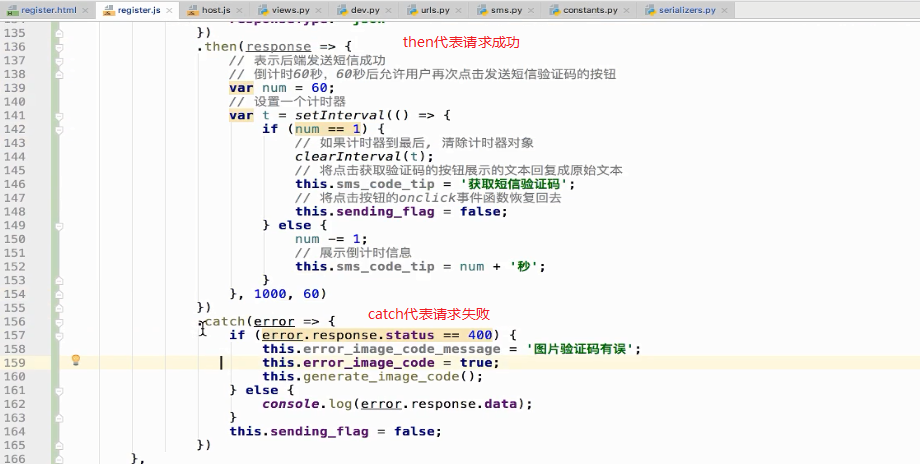 register.html × register.js × host.js × views.py × dev.py × urls.py × sms.py × constants.py × serializers.py ×
135 })
136 .then(response => { then代表请求成功
137 // 表示后端发送短信成功
138 // 倒计时60秒，60秒后允许用户再次点击发送短信验证码的按钮
139 var num = 60;
140 // 设置一个计时器
141 var t = setInterval(() => {
142 if (num == 1) {
143 // 如果计时器到最后, 清除计时器对象
144 clearInterval(t);
145 // 将点击获取验证码的按钮展示的文本回复成原始文本
146 this.sms_code_tip = '获取短信验证码';
147 // 将点击按钮的onclick事件函数恢复回去
148 this.sending_flag = false;
149 } else {
150 num -= 1;
151 // 展示倒计时信息
152 this.sms_code_tip = num + '秒';
153 }
154 }, 1000, 60)
155 }) catch代表请求失败
156 .catch(error => {
157 if (error.response.status == 400) {
158 this.error_image_code_message = '图片验证码有误';
159 this.error_image_code = true;
160 this.generate_image_code();
161 } else {
162 console.log(error.response.data);
163 }
164 this.sending_flag = false;
165 })
166 },